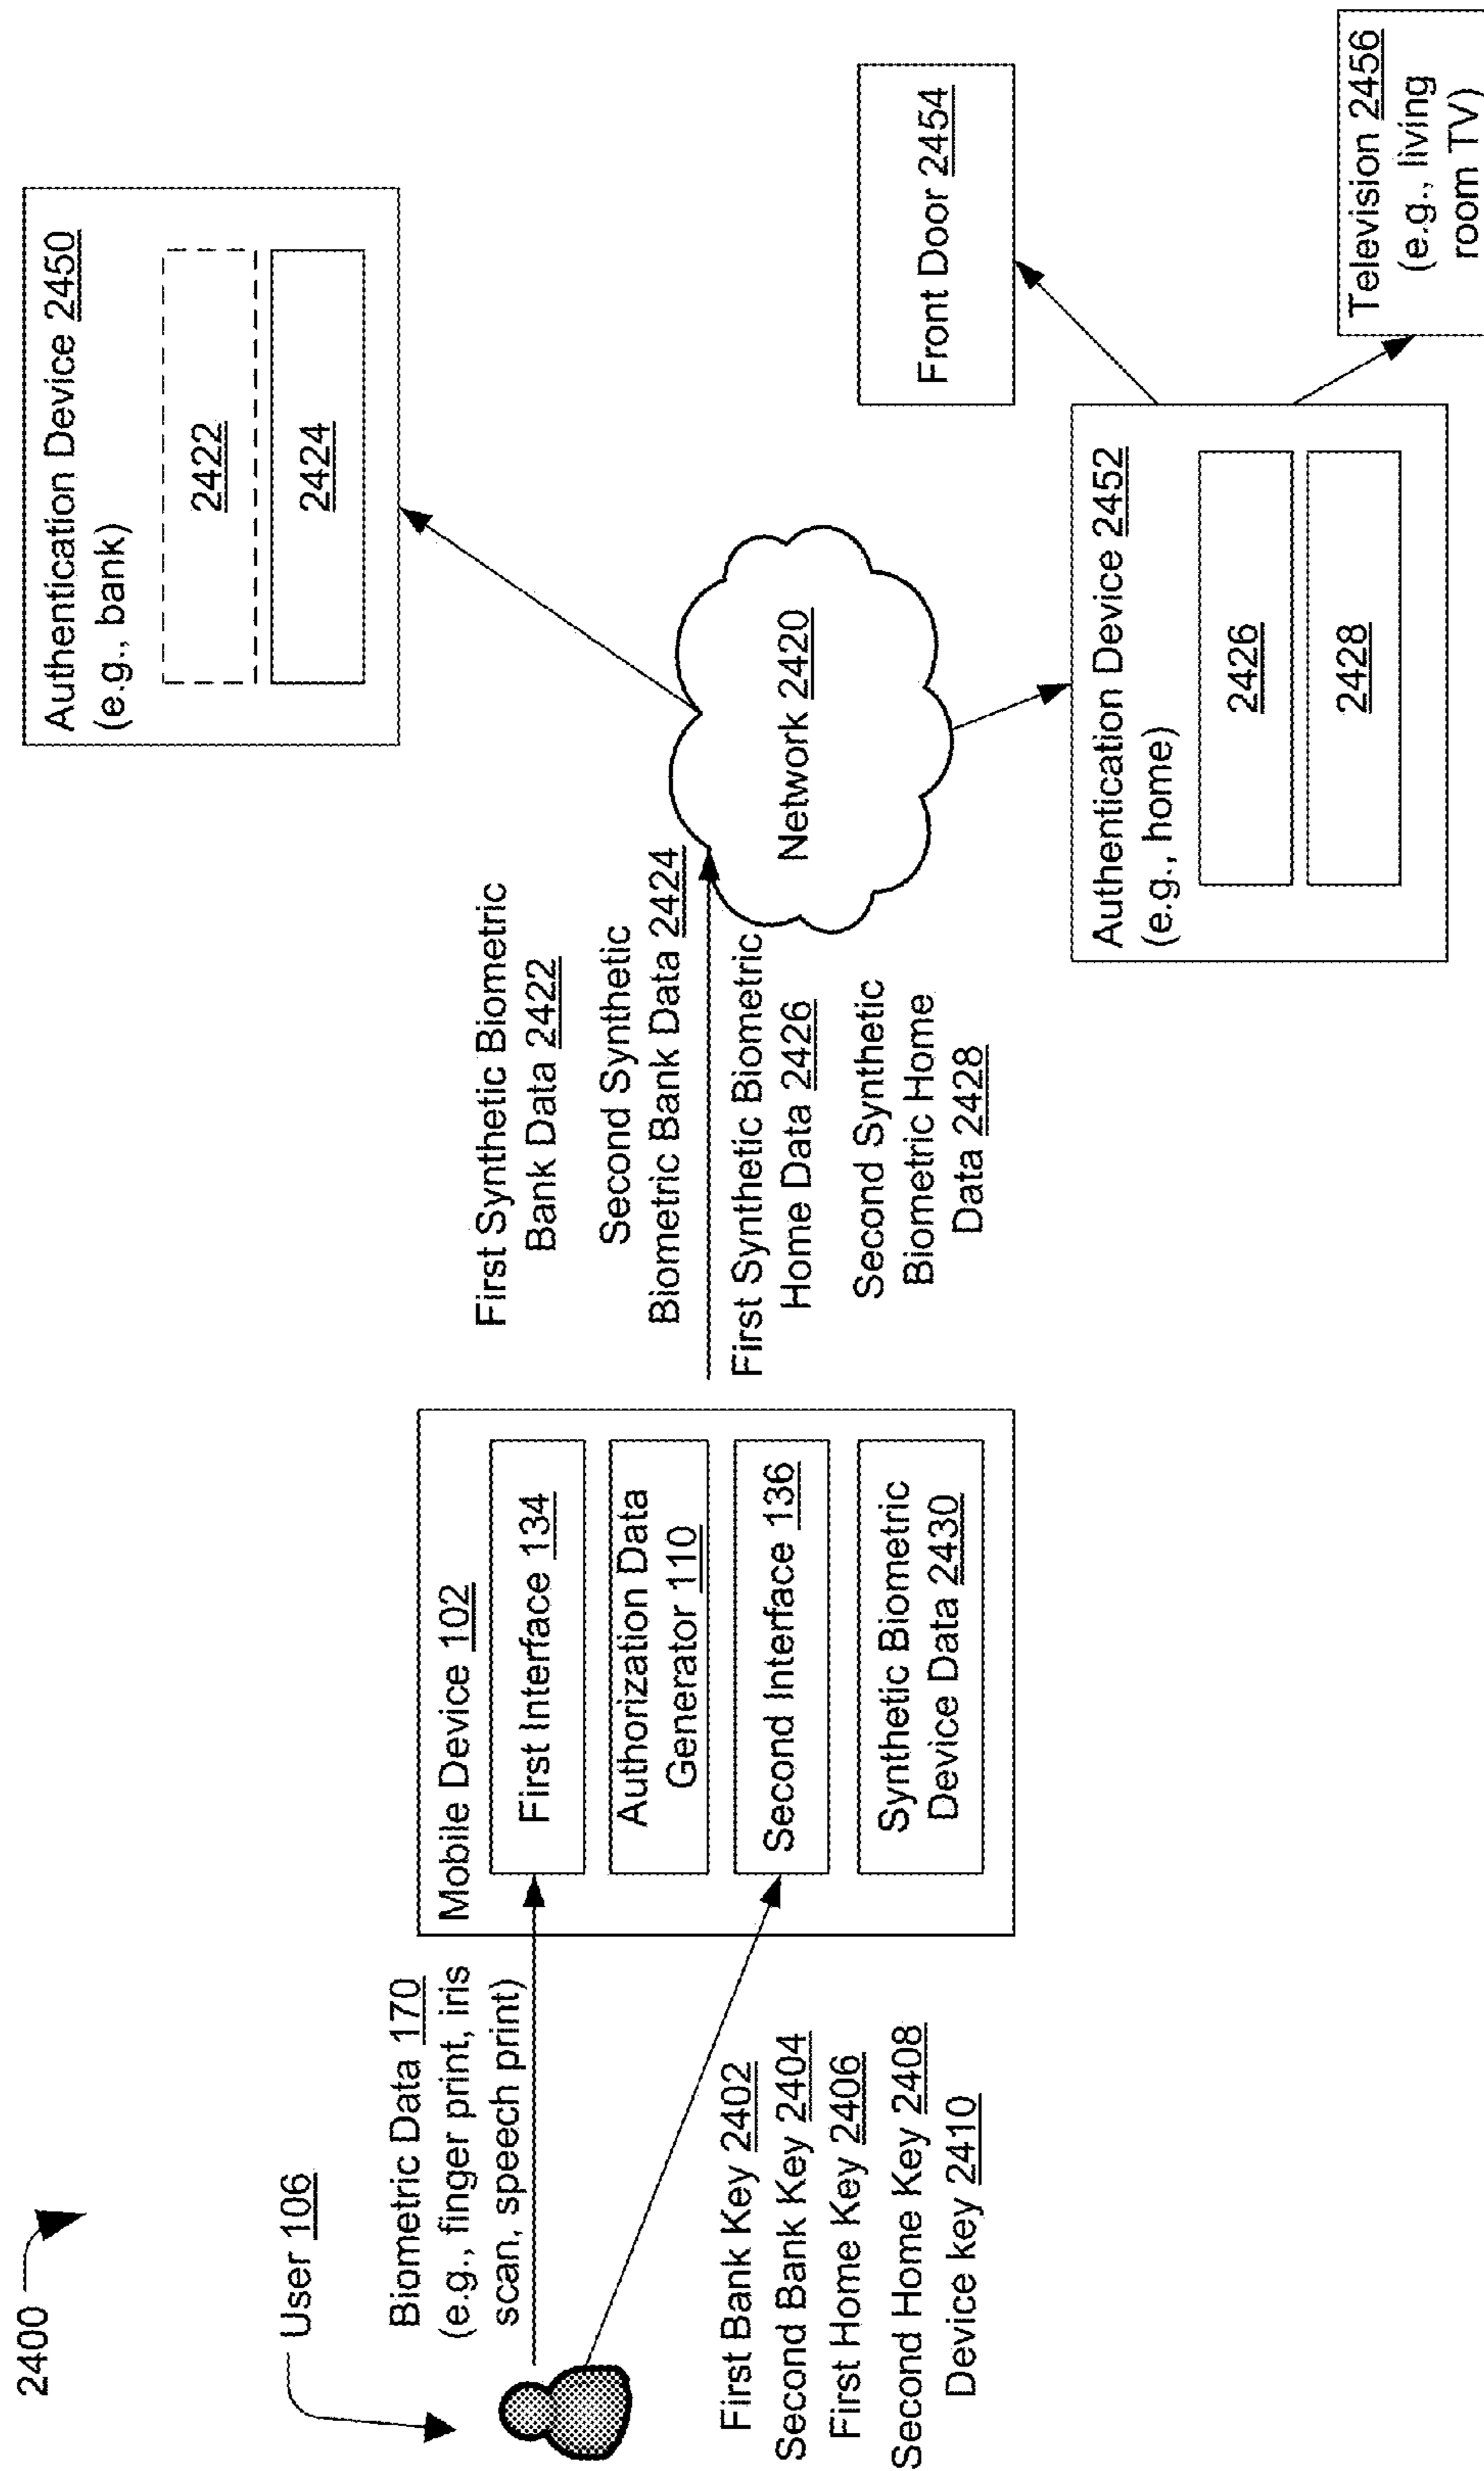 2400
User 106
Biometric Data 170
(e.g., finger print, iris
scan, speech print)
First Bank Key 2402
Second Bank Key 2404
First Home Key 2406
Second Home Key 2408
Device key 2410
Mobile Device 102
First Interface 134
Authorization Data
Generator 110
Second Interface 136
Synthetic Biometric
Device Data 2430
First Synthetic Biometric
Bank Data 2422
Second Synthetic
Biometric Bank Data 2424
First Synthetic Biometric
Home Data 2426
Second Synthetic
Biometric Home
Data 2428
Network 2420
Authentication Device 2450
(e.g., bank)
2422
2424
Authentication Device 2452
(e.g., home)
2426
2428
Front Door 2454
Television 2456
(e.g., living
room TV)